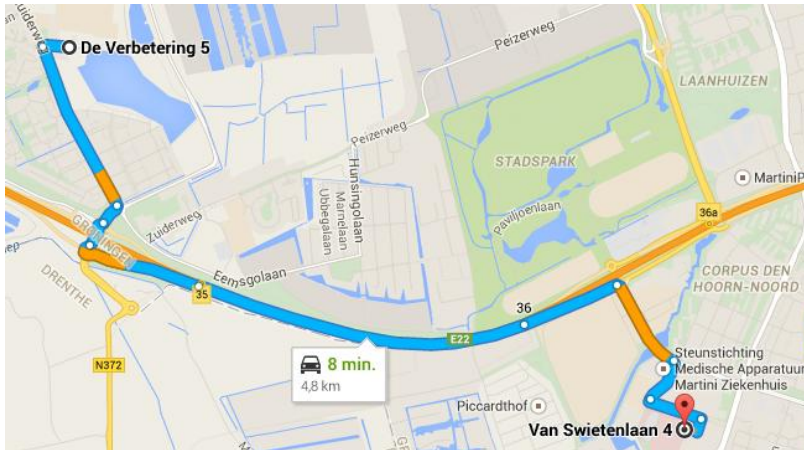 Zuiderweg
De Verbetering 5
Peizerweg
LAANHUIZEN
Peizerweg
STADSPARK
Hunsingolaan
Marnelaan
Ubbegalaan
Paviljoenlaan
MartiniP
36a
Zuiderweg
GRONINGEN
DRENTHE
Eemsgolaan
35
CORPUS DEN
HOORN-NOORD
36
E22
N372
8 min.
4,8 km
Steunstichting
Medische Apparatuur
Martini Ziekenhuis
Piccardthof
Van Swietenlaan 4